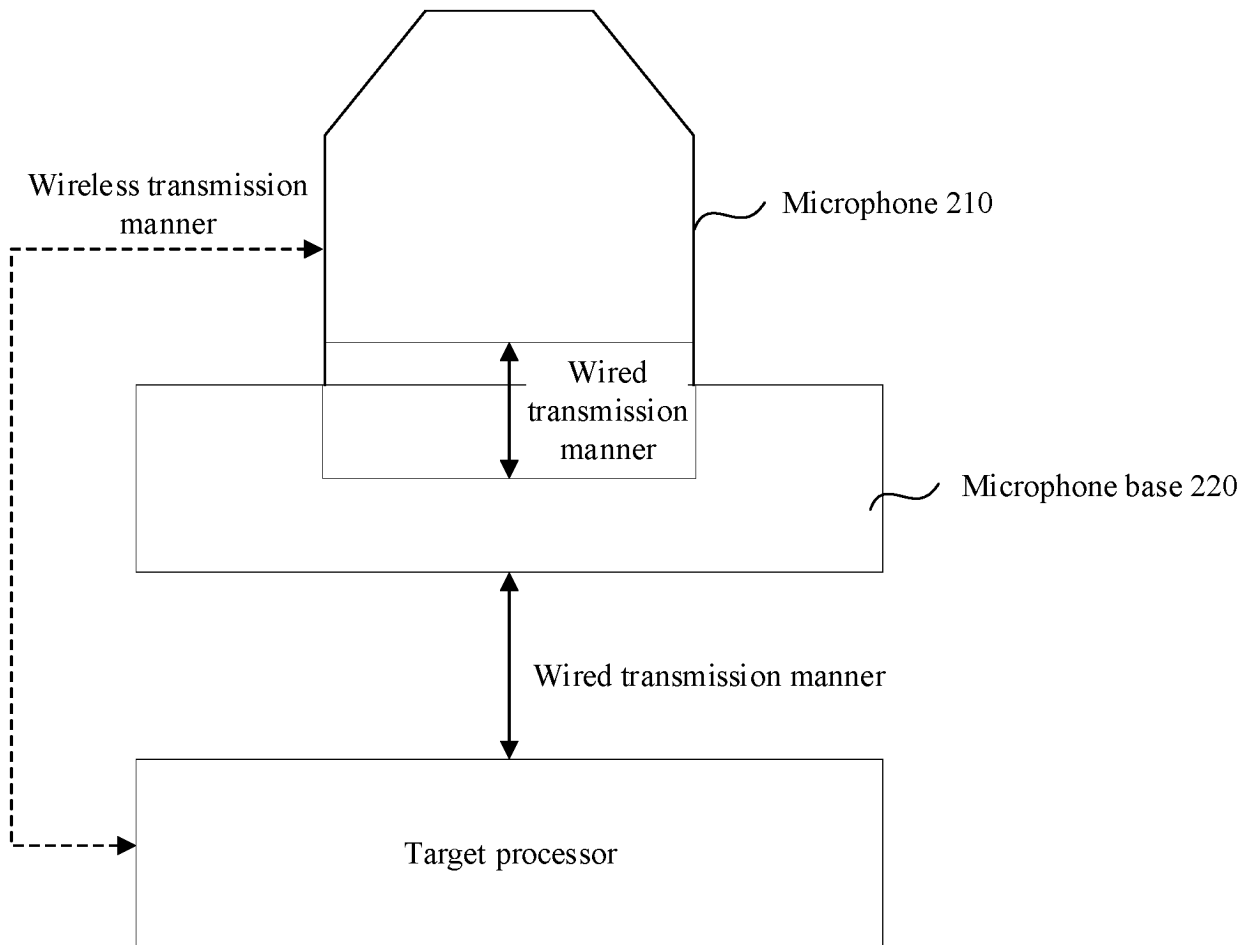 Wireless transmission
manner
Microphone 210
Wired
transmission
manner
Microphone base 220
Wired transmission manner
Target processor